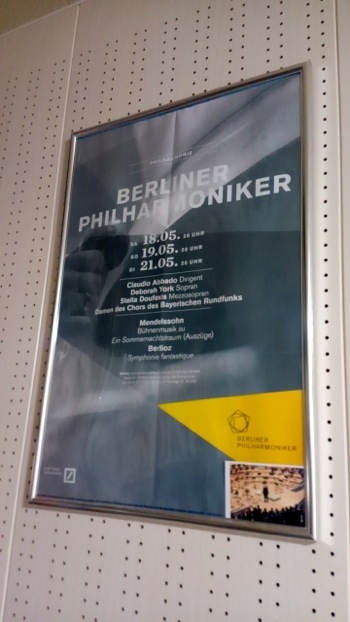 PHILHARMONIE
BERLINER
PHILHARMONIKER
SA 18.05. 20 UHR
SO 19.05. 20 UHR
DI 21.05. 20 UHR
Claudio Abbado Dirigent
Deborah York Sopran
Stella Doufexis Mezzosopran
Damen des Chors des Bayerischen Rundfunks
Mendelssohn
Bühnenmusik zu
Ein Sommernachtstraum (Auszüge)
Berlioz
Symphonie fantastique
BERLINER
PHILHARMONIKER